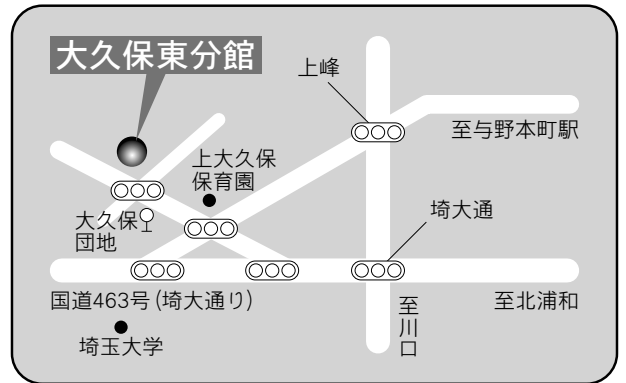 大久保東分館
上峰
至与野本町駅
上大久保
保育園
埼大通
大久保
団地
国道463号(埼大通り)
至川口
至北浦和
埼玉大学